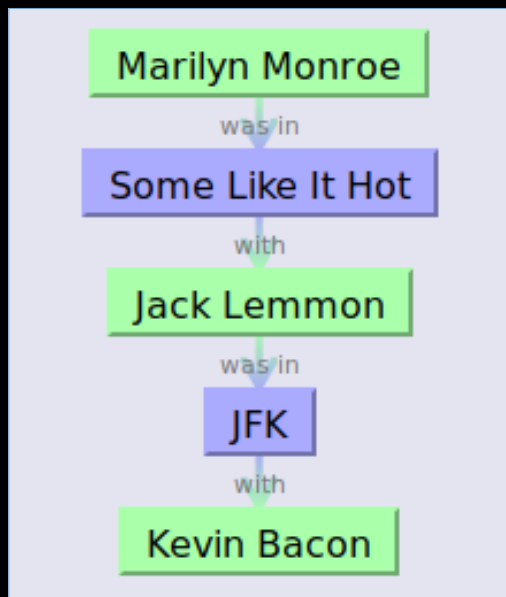 Marilyn Monroe
was in
Some Like It Hot
with
Jack Lemmon
was in
JFK
with
Kevin Bacon